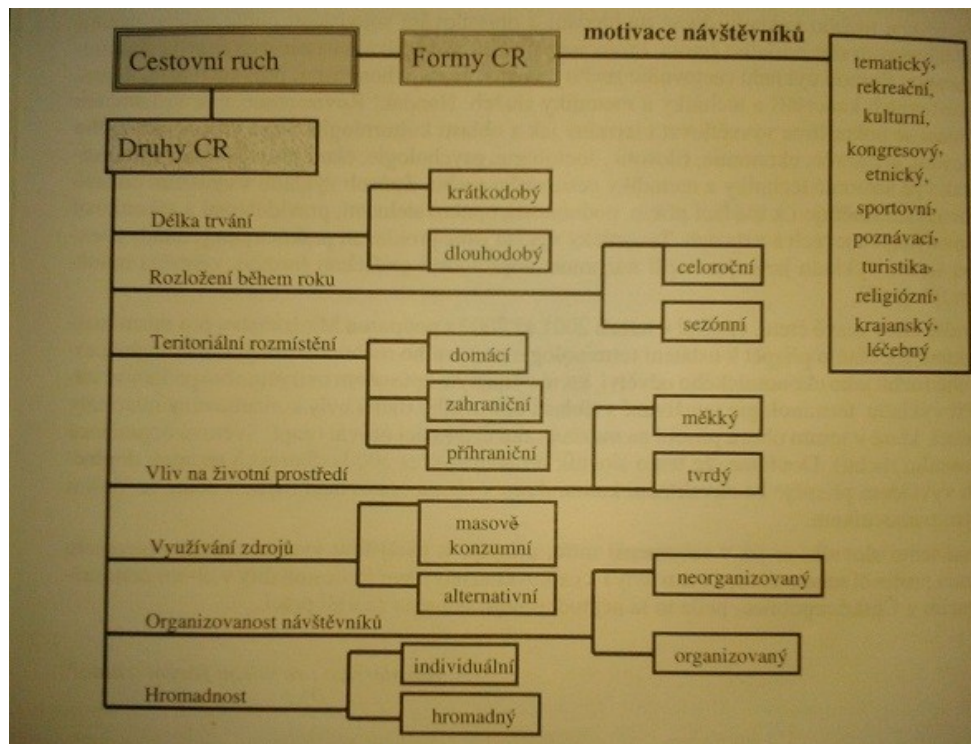 Cestovní ruch
Formy CR
motivace návštěvníků
tematický,
rekreační,
kulturní,
kongresový,
etnický,
sportovní,
poznávací,
turistika,
religiózní,
krajanský,
léčebný
Druhy CR
Délka trvání
krátkodobý
dlouhodobý
Rozložení během roku
celoroční
sezónní
Teritoriální rozmístění
domácí
zahraniční
příhraniční
Vliv na životní prostředí
měkký
tvrdý
Využívání zdrojů
masově
konzumní
alternativní
Organizovanost návštěvníků
neorganizovaný
organizovaný
Hromadnost
individuální
hromadný